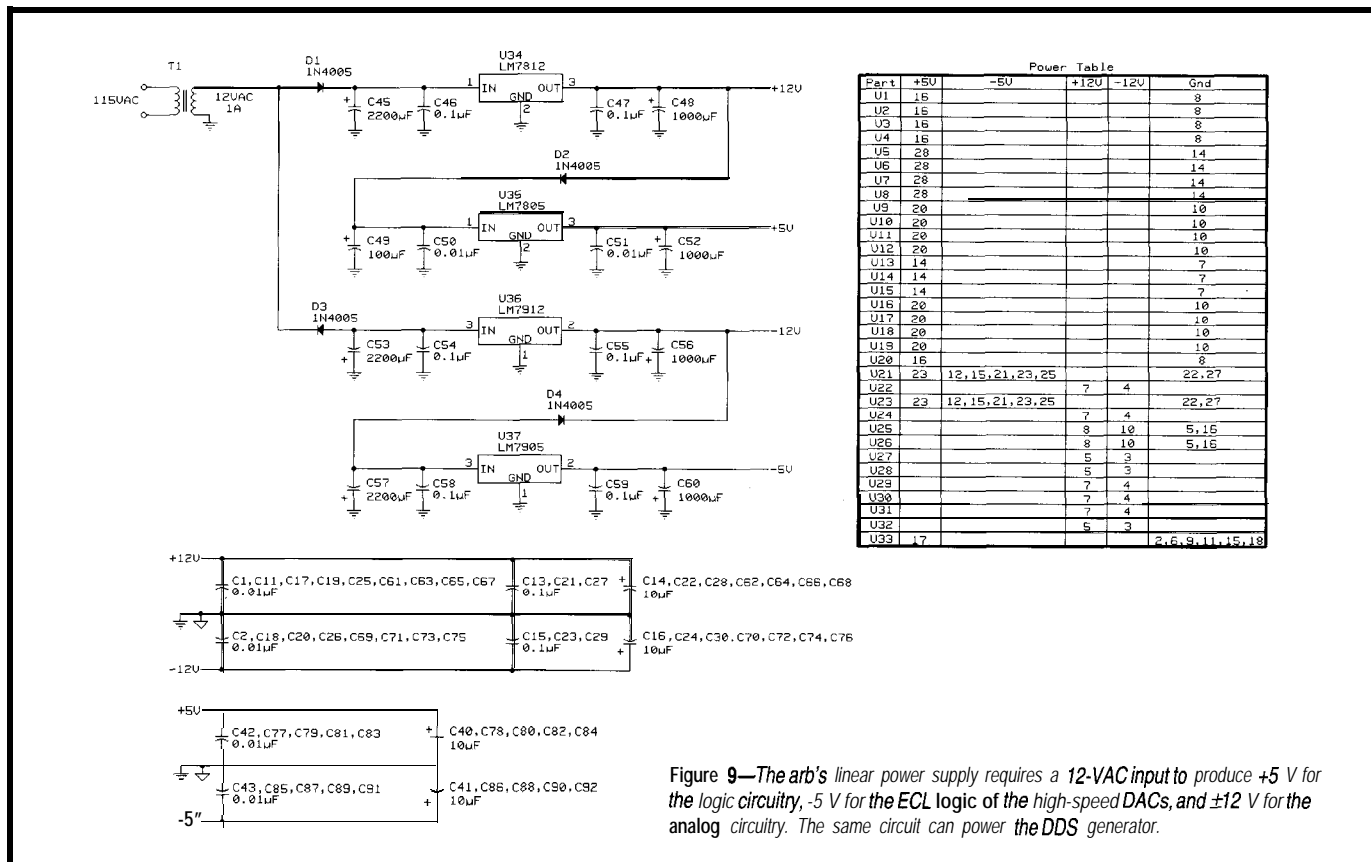 T1
115VAC
12VAC
1A
D1
1N4005
C45
2200µF
C46
0.1µF
U34
LM7812
1 IN OUT 3
GND
2
C47
0.1µF
C48
1000µF
+12V
D2
1N4005
C49
100µF
C50
0.01µF
U35
LM7805
1 IN OUT 3
GND
2
C51
0.01µF
C52
1000µF
+5V
D3
1N4005
C53
2200µF
C54
0.1µF
U36
LM7912
3 IN OUT 2
GND
1
C55
0.1µF
C56
1000µF
-12V
D4
1N4005
C57
2200µF
C58
0.1µF
U37
LM7905
3 IN OUT 2
GND
1
C59
0.1µF
C60
1000µF
-5V
+12V
C1,C11,C17,C19,C25,C61,C63,C65,C67
0.01µF
C13,C21,C27
0.1µF
C14,C22,C28,C62,C64,C66,C68
10µF
C2,C18,C20,C26,C69,C71,C73,C75
0.01µF
C15,C23,C29
0.1µF
C16,C24,C30,C70,C72,C74,C76
10µF
-12V
+5V
C42,C77,C79,C81,C83
0.01µF
C40,C78,C80,C82,C84
10µF
C43,C85,C87,C89,C91
0.01µF
C41,C86,C88,C90,C92
10µF
-5"
Power Table
Part +5V -5V +12V -12V Gnd
U1 16 8
U2 16 8
U3 16 8
U4 16 8
U5 28 14
U6 28 14
U7 28 14
U8 28 14
U9 20 10
U10 20 10
U11 20 10
U12 20 10
U13 14 7
U14 14 7
U15 14 7
U16 20 10
U17 20 10
U18 20 10
U19 20 10
U20 16 8
U21 23 12,15,21,23,25 22,27
U22 7 4
U23 23 12,15,21,23,25 22,27
U24 7 4
U25 8 10 5,16
U26 8 10 5,16
U27 5 3
U28 5 3
U29 7 4
U30 7 4
U31 7 4
U32 5 3
U33 17 2,6,9,11,15,18
Figure 9—The arb's linear power supply requires a 12-VAC input to produce +5 V for
the logic circuitry, -5 V for the ECL logic of the high-speed DACs, and ±12 V for the
analog circuitry. The same circuit can power the DDS generator.